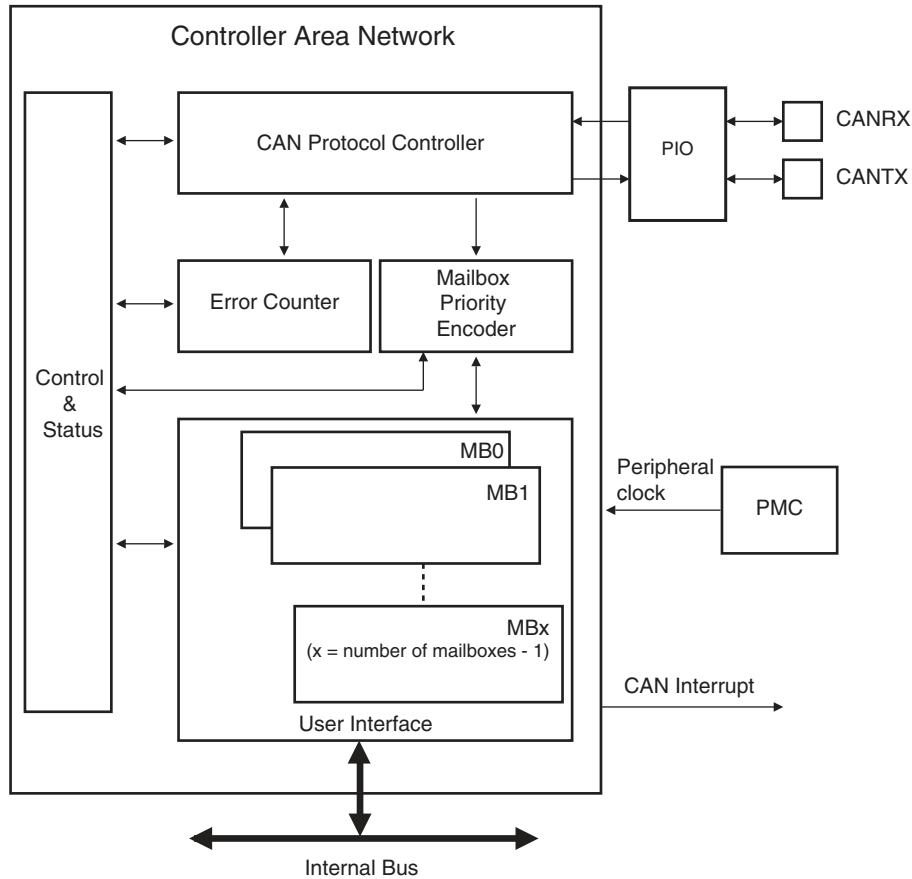 Controller Area Network
CAN Protocol Controller
PIO
CANRX
CANTX
Error Counter
Mailbox
Priority
Encoder
Control
&
Status
MB0
MB1
Peripheral
clock
PMC
MBx
(x = number of mailboxes - 1)
CAN Interrupt
User Interface
Internal Bus